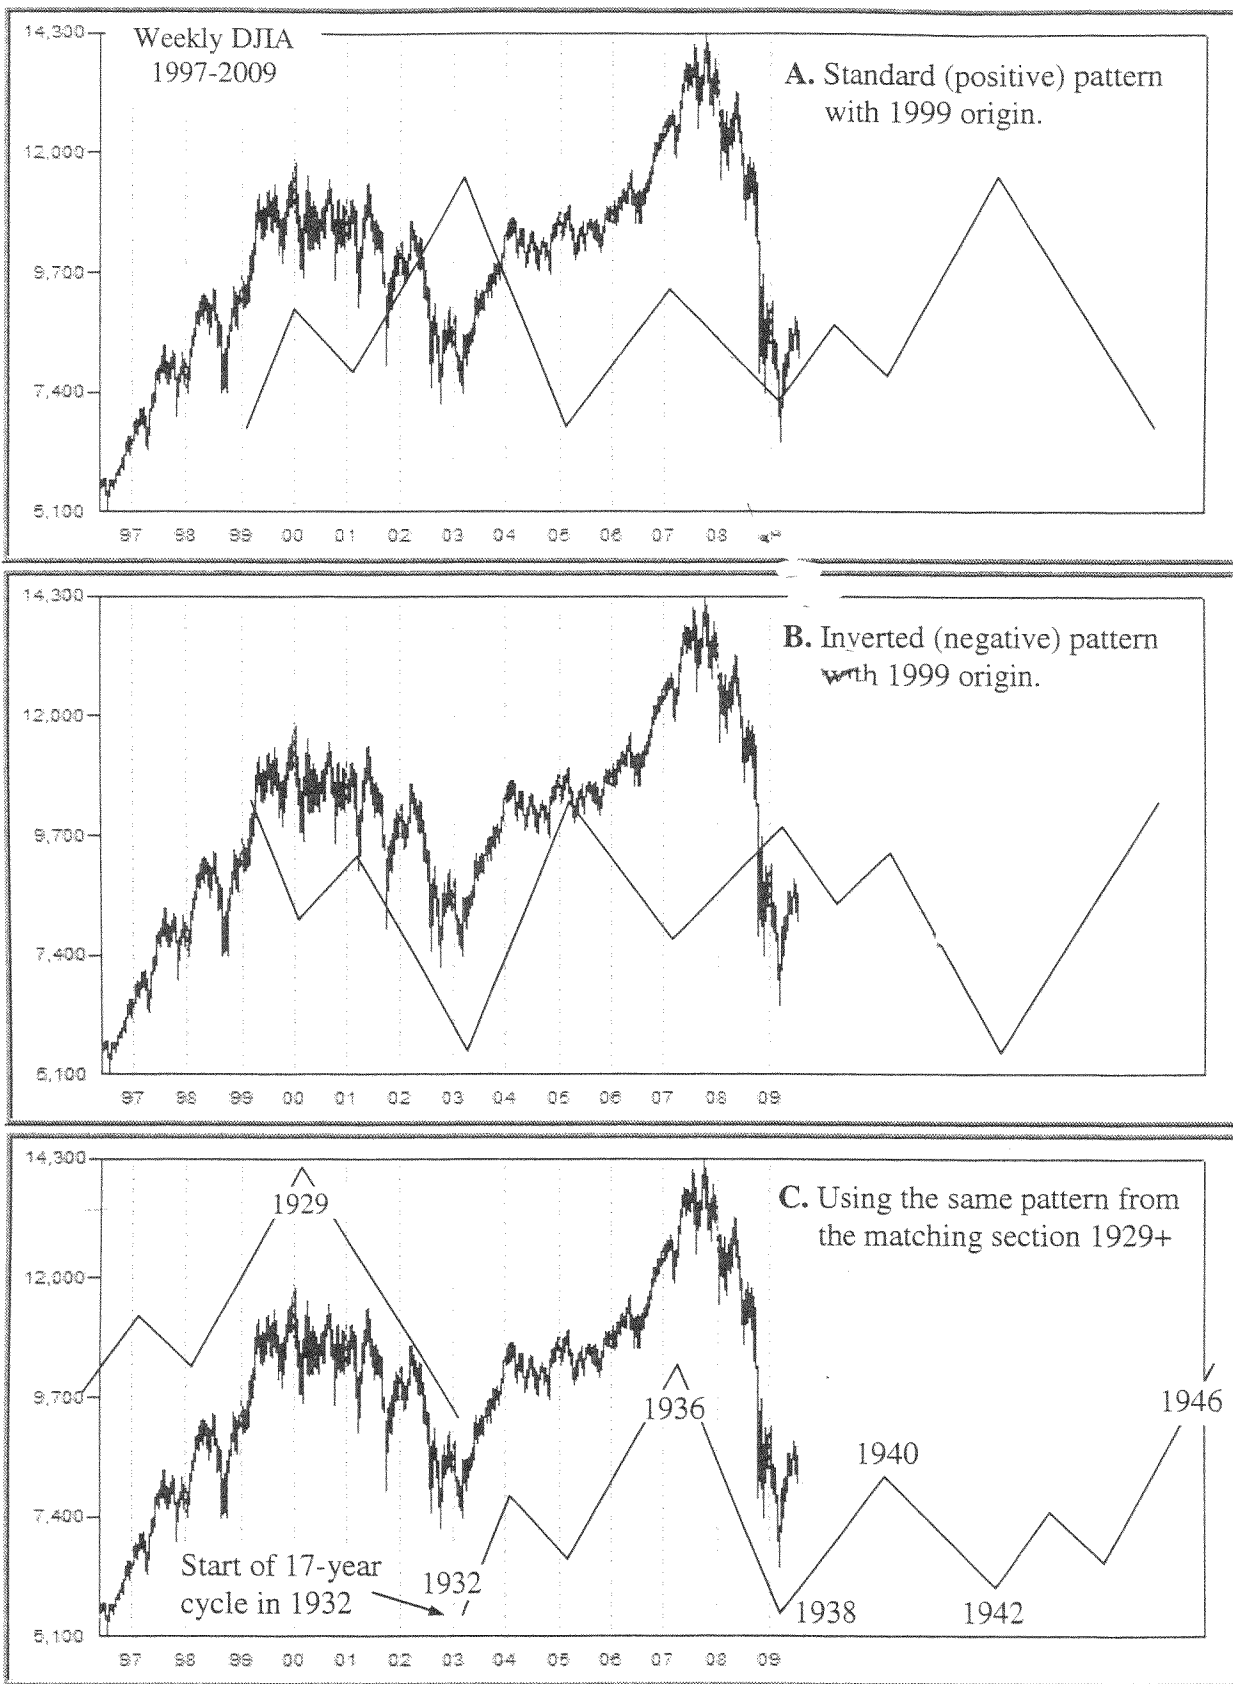 14,300
Weekly DJIA
1997-2009
A. Standard (positive) pattern
with 1999 origin.
12,000
9,700
7,400
5,100
97 98 99 00 01 02 03 04 05 06 07 08
14,300
B. Inverted (negative) pattern
with 1999 origin.
12,000
9,700
7,400
5,100
97 98 99 00 01 02 03 04 05 06 07 08 09
14,300
1929
C. Using the same pattern from
the matching section 1929+
12,000
9,700
1936
1946
1940
7,400
Start of 17-year
cycle in 1932
1932
1938
1942
5,100
97 98 99 00 01 02 03 04 05 06 07 08 09